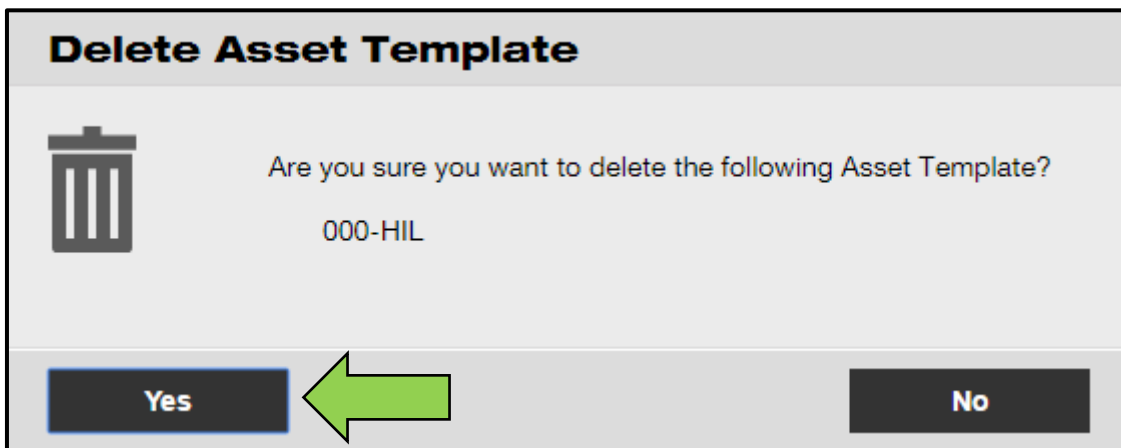 Delete Asset Template
Are you sure you want to delete the following Asset Template?
000-HIL
Yes
No